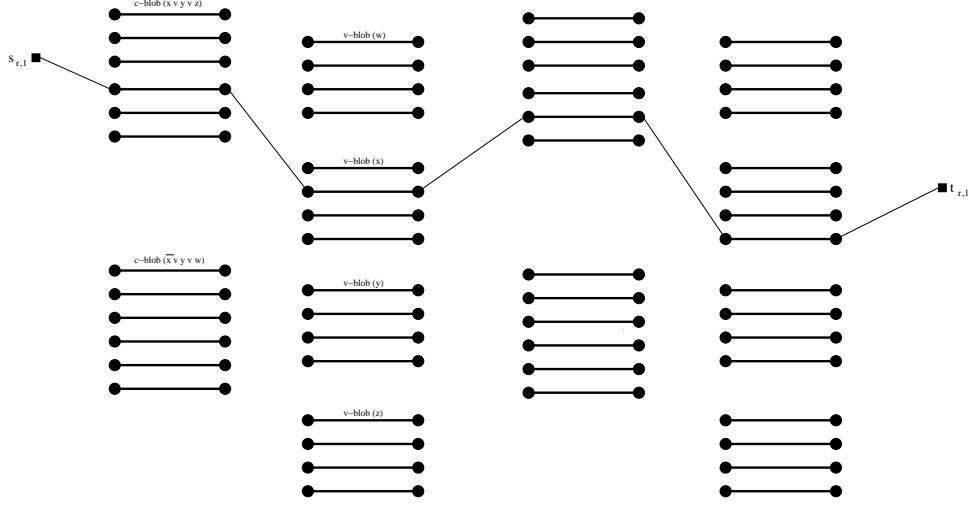 c−blob (x v y v z)
v−blob (w)
s r,1
v−blob (x)
t r,1
c−blob (x̅ v y v w)
v−blob (y)
v−blob (z)